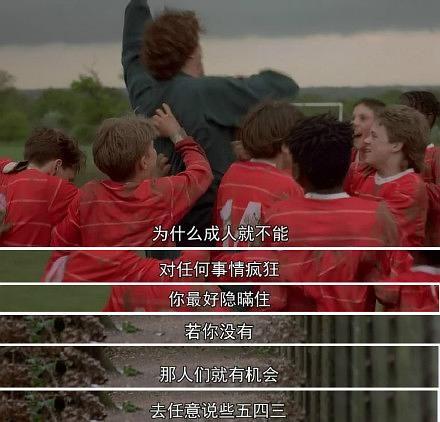 为什么成人就不能
对任何事情疯狂
你最好隐瞒住
若你没有
那人们就有机会
去任意说些五四三